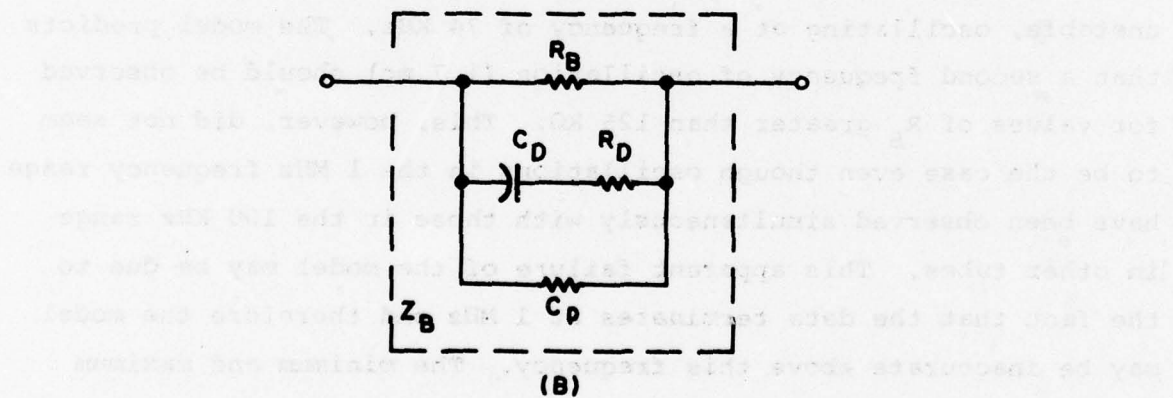 R_B
C_D R_D
C_D
Z_B
(B)
unstable, oscillating at a frequency of 74 kHz. The model predicts
that a second frequency of oscillation should be observed
for values of R_b greater than 125 KΩ. This, however, did not seem
to be the case even though oscillations in the 1 MHz frequency range
have been observed simultaneously with those in the 100 KHz range
in other tubes. This apparent failure of the model may be due to
the fact that the data terminates at 1 MHz and therefore the model
may be inaccurate above this frequency. The minimum and maximum